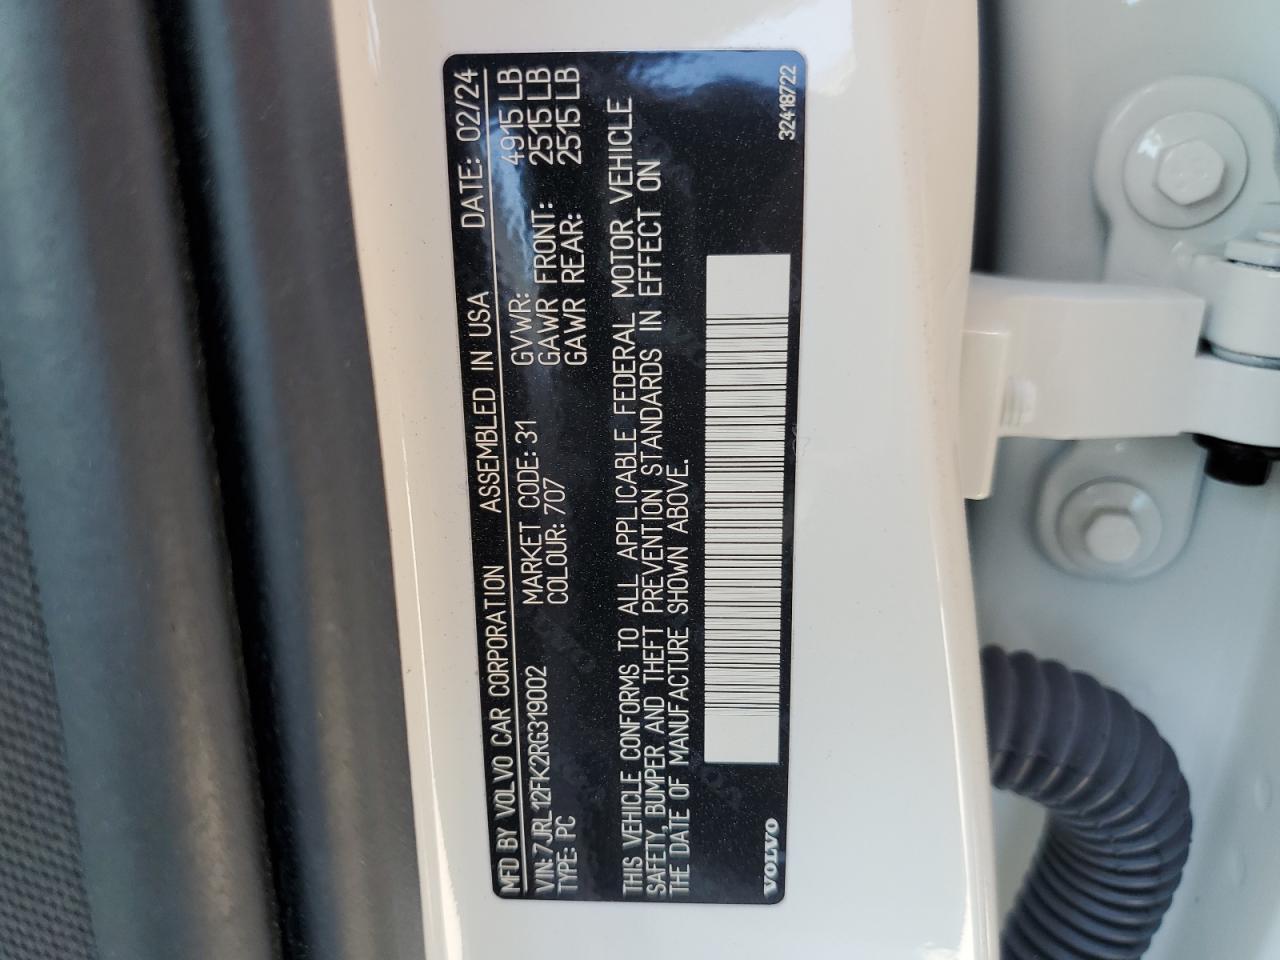 MFD BY VOLVO CAR CORPORATION ASSEMBLED IN USA DATE: 02/24
VIN: 7JRL12FK2RG319002 MARKET CODE: 31 GVWR: 4915 LB
TYPE: PC COLOUR: 707 GAWR FRONT: 2515 LB
GAWR REAR: 2515 LB
THIS VEHICLE CONFORMS TO ALL APPLICABLE FEDERAL MOTOR VEHICLE
SAFETY, BUMPER AND THEFT PREVENTION STANDARDS IN EFFECT ON
THE DATE OF MANUFACTURE SHOWN ABOVE.
VOLVO 32418722